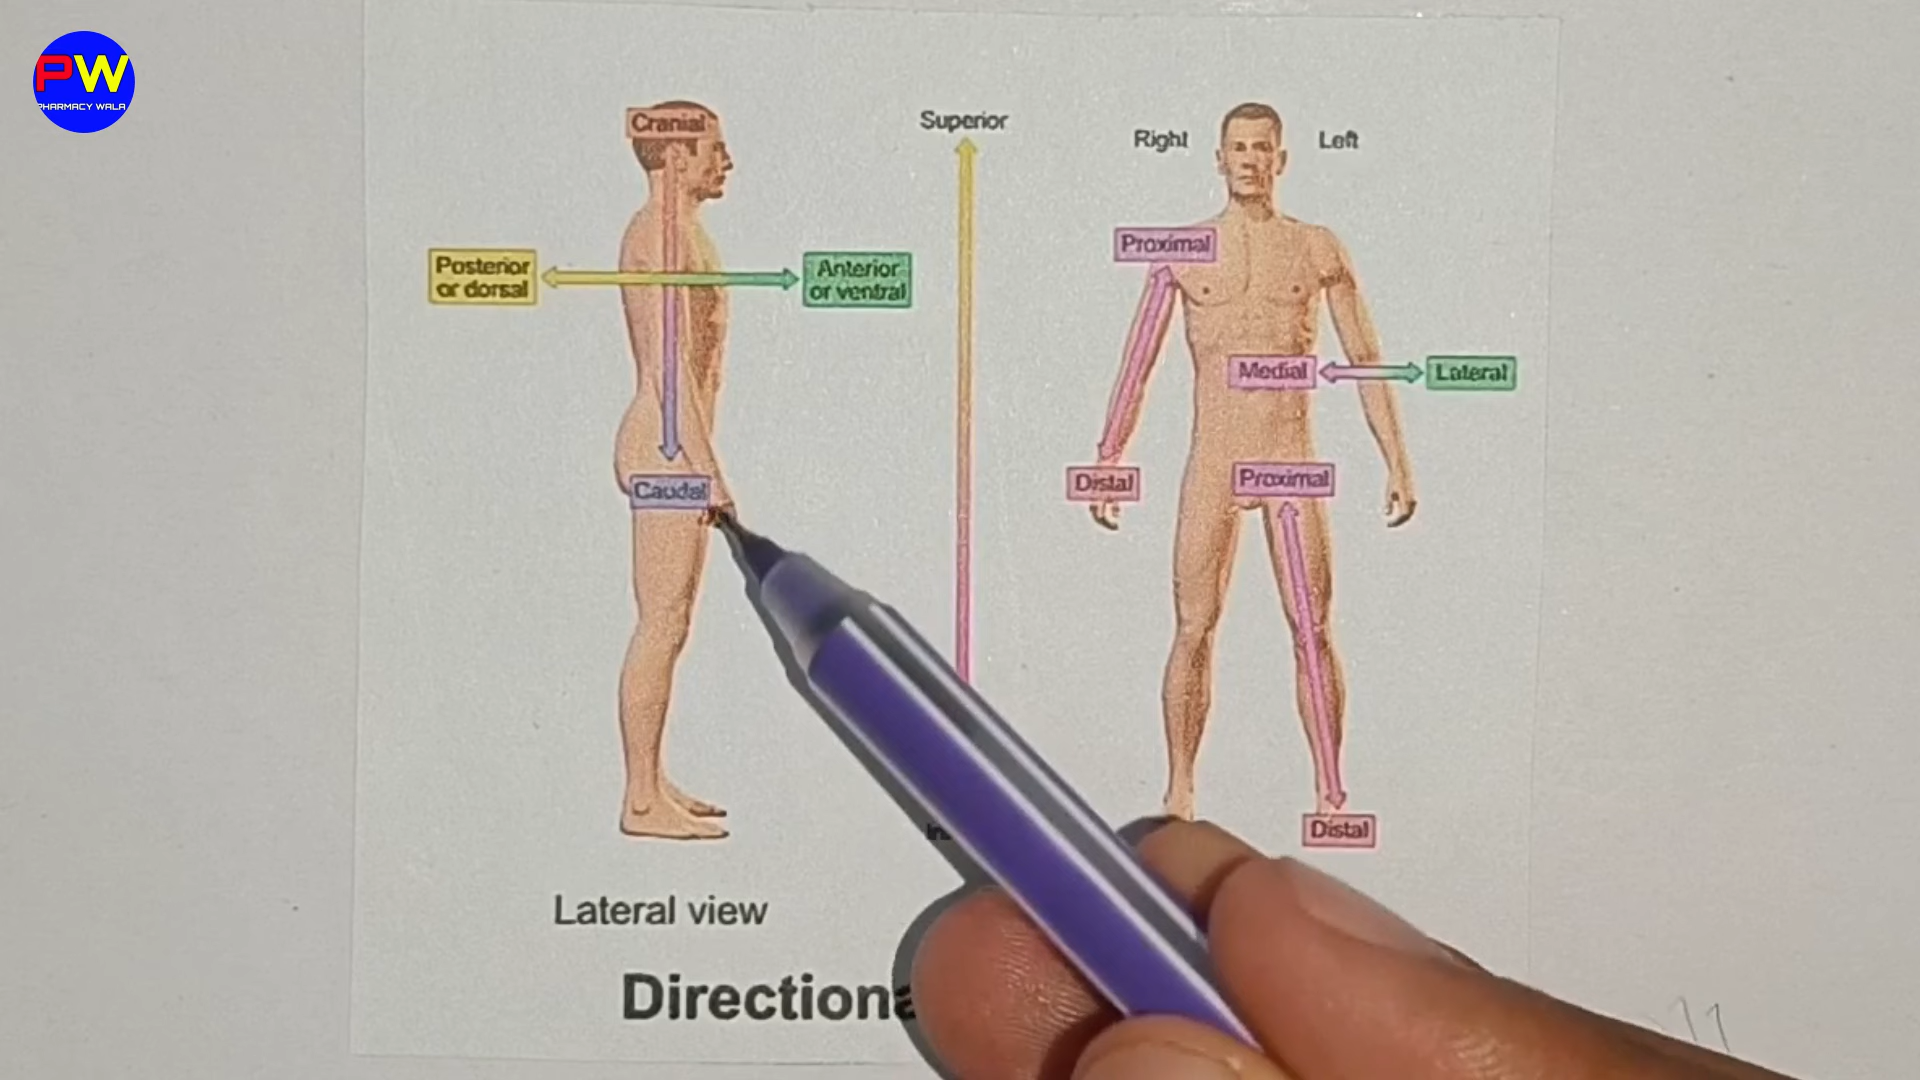 PW
PHARMACY WALA
Cranial
Superior
Right
Left
Proximal
Posterior
or dorsal
Anterior
or ventral
Medial
Lateral
Caudal
Distal
Proximal
Distal
Lateral view